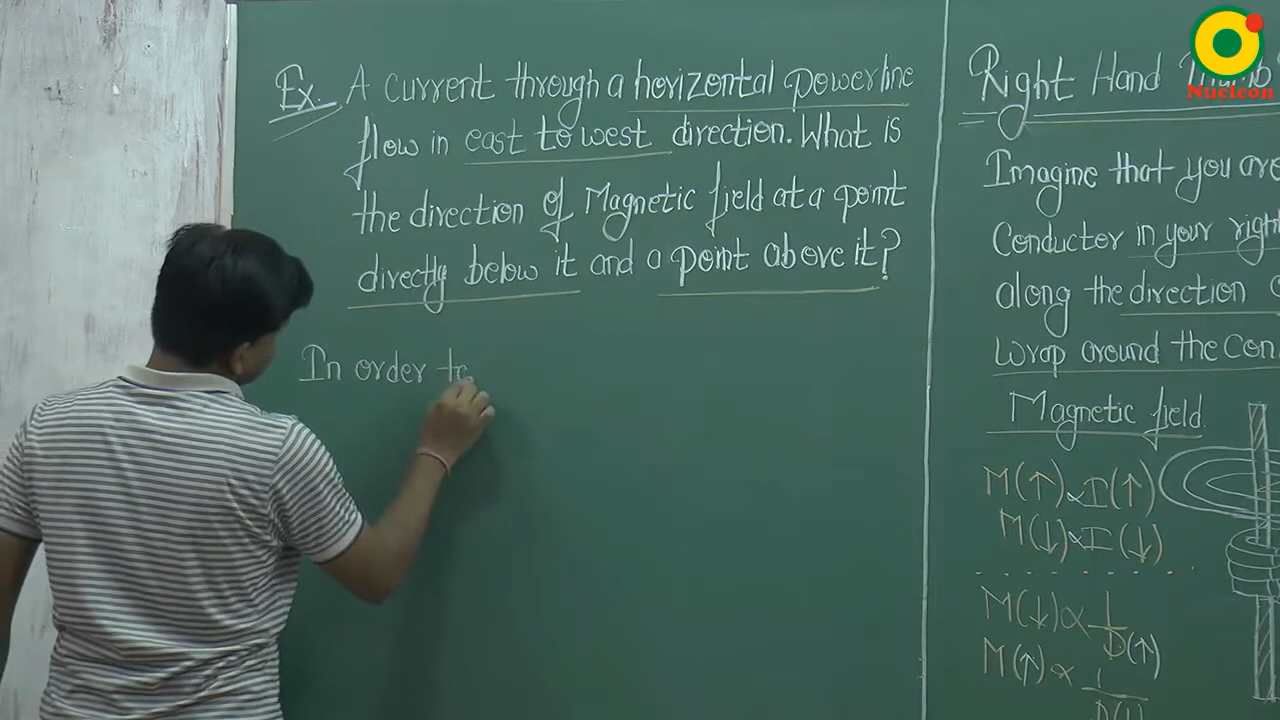 Ex. A current through a horizontal powerline
flow in east to west direction. What is
the direction of Magnetic field at a point
directly below it and a point above it?
In order to
Right Hand Thumb
Imagine that you are
Conductor in your right
along the direction
Wrap around the Con
Magnetic field.
M(↑)∝I(↑)
M(↓)∝I(↓)
M(↓)∝ 1/D(↑)
M(↑)∝ 1/D(↓)
Nucleon